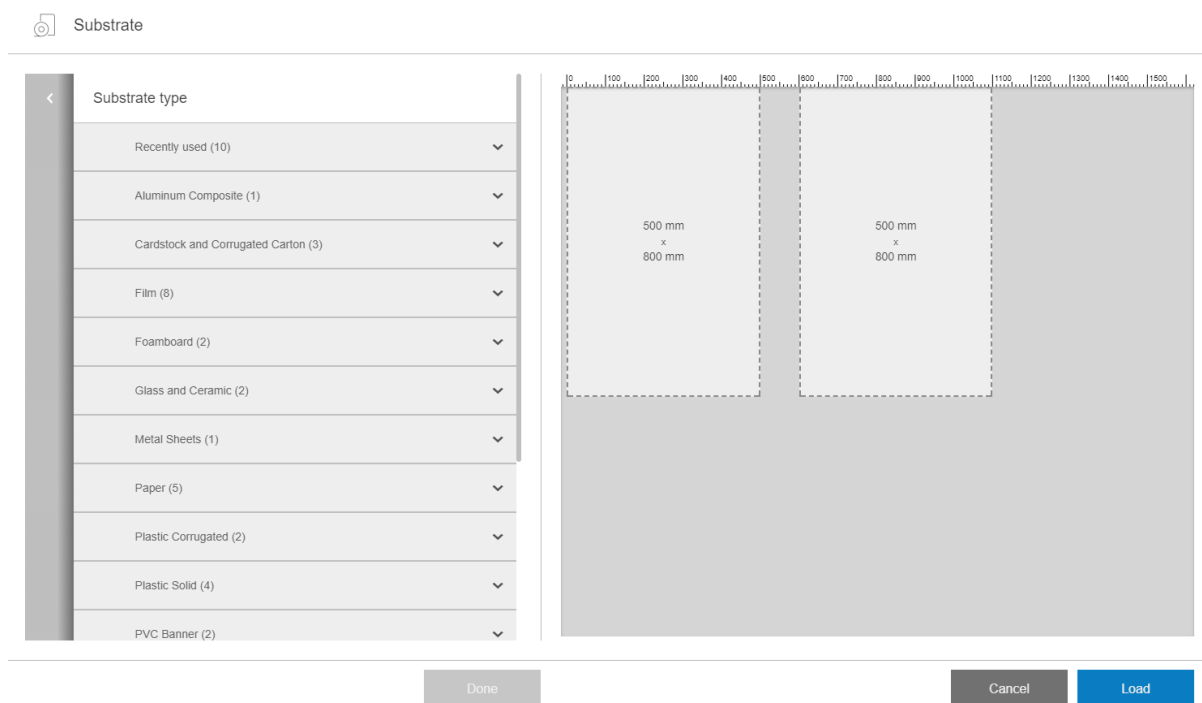 Substrate
Substrate type
Recently used (10)
Aluminum Composite (1)
Cardstock and Corrugated Carton (3)
Film (8)
Foamboard (2)
Glass and Ceramic (2)
Metal Sheets (1)
Paper (5)
Plastic Corrugated (2)
Plastic Solid (4)
PVC Banner (2)
0 100 200 300 400 500 600 700 800 900 1000 1100 1200 1300 1400 1500
500 mm
x
800 mm
500 mm
x
800 mm
Done
Cancel
Load